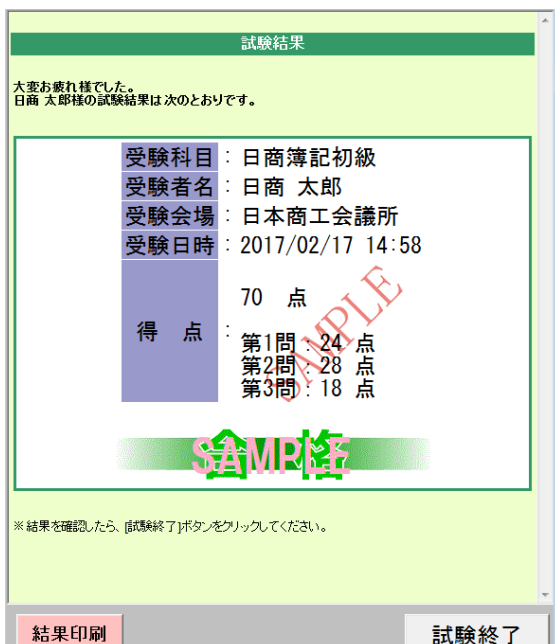 試験結果
大変お疲れ様でした。
日商 太郎様の試験結果は次のとおりです。
受験科目 : 日商簿記初級
受験者名 : 日商 太郎
受験会場 : 日本商工会議所
受験日時 : 2017/02/17 14:58
得 点 : 70 点
第1問 : 24 点
第2問 : 28 点
第3問 : 18 点
SAMPLE
合格
SAMPLE
※結果を確認したら、[試験終了]ボタンをクリックしてください。
結果印刷
試験終了